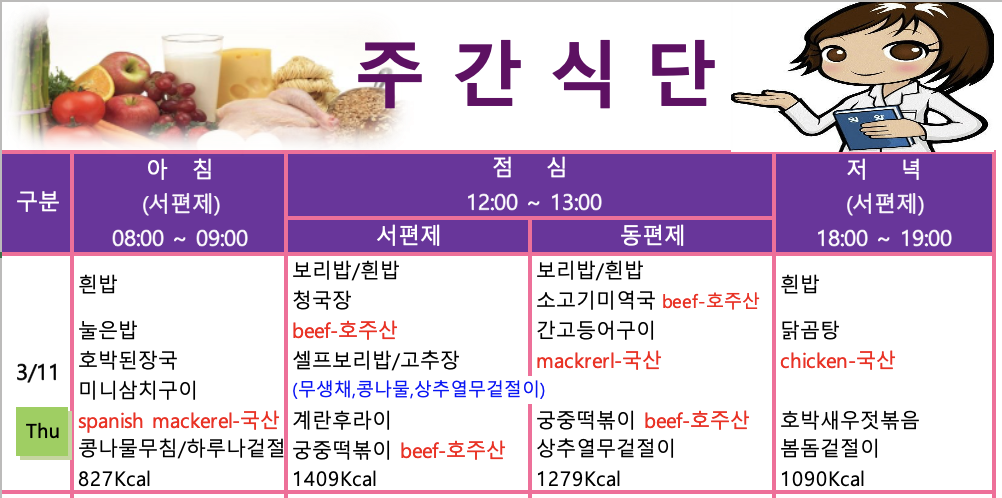 주 간 식 단
구분
아 침
(서편제)
08:00 ~ 09:00
점 심
12:00 ~ 13:00
서편제
동편제
저 녁
(서편제)
18:00 ~ 19:00
3/11
Thu
흰밥
눌은밥
호박된장국
미니삼치구이
spanish mackerel-국산
콩나물무침/하루나겉절
827Kcal
보리밥/흰밥
청국장
beef-호주산
셀프보리밥/고추장
(무생채,콩나물,상추열무겉절이)
계란후라이
궁중떡볶이 beef-호주산
1409Kcal
보리밥/흰밥
소고기미역국 beef-호주산
간고등어구이
mackrerl-국산
궁중떡볶이 beef-호주산
상추열무겉절이
1279Kcal
흰밥
닭곰탕
chicken-국산
호박새우젓볶음
봄돔겉절이
1090Kcal